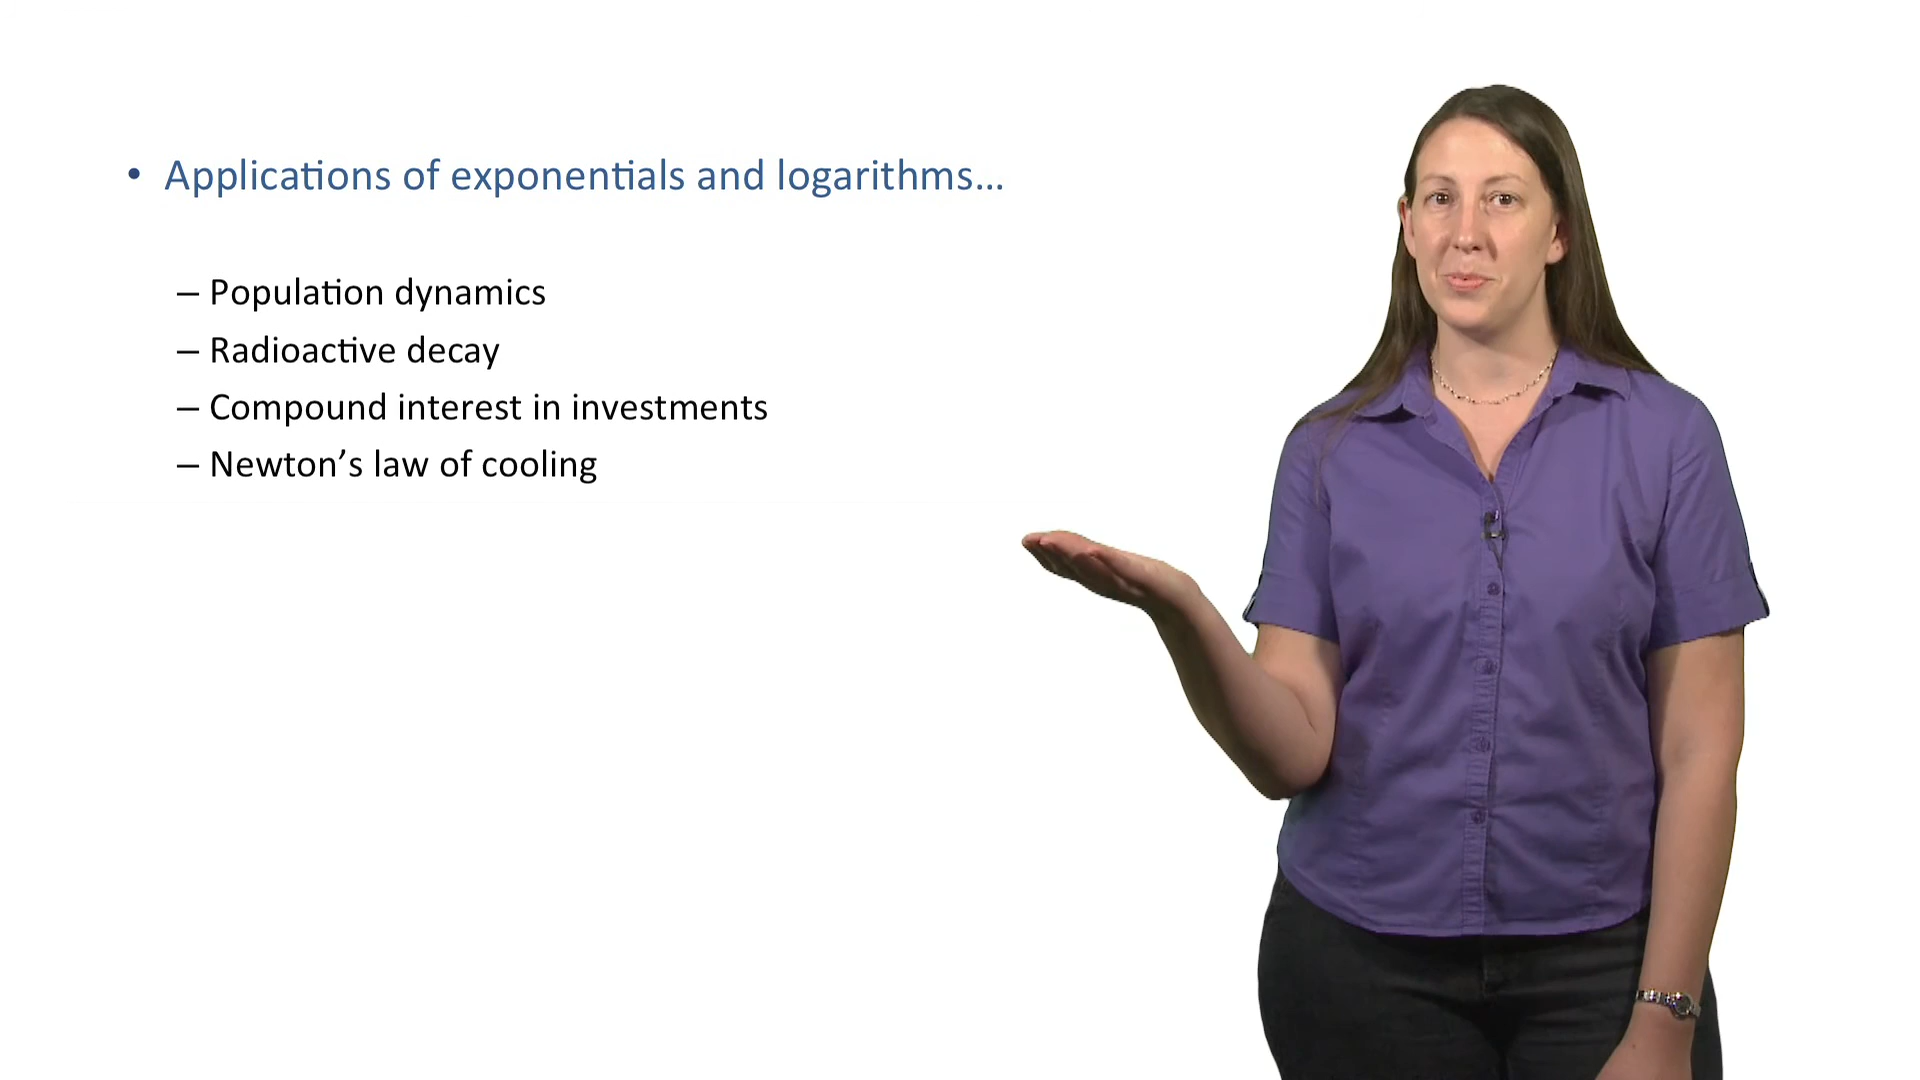 • Applications of exponentials and logarithms...
– Population dynamics
– Radioactive decay
– Compound interest in investments
– Newton’s law of cooling